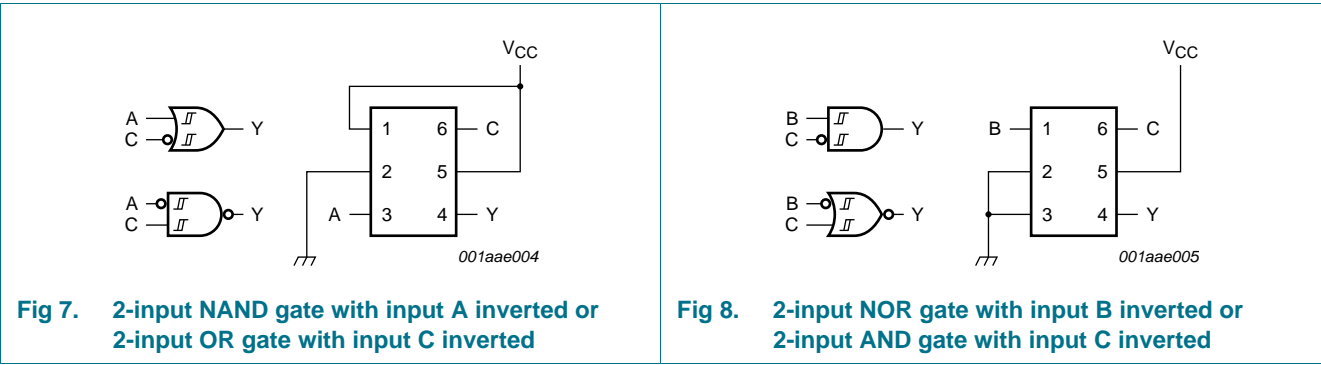 VCC
A
C
Y
1 6 C
2 5
A 3 4 Y
A
C
Y
001aae004
Fig 7. 2-input NAND gate with input A inverted or
2-input OR gate with input C inverted
VCC
B
C
Y
B 1 6 C
2 5
3 4 Y
B
C
Y
001aae005
Fig 8. 2-input NOR gate with input B inverted or
2-input AND gate with input C inverted